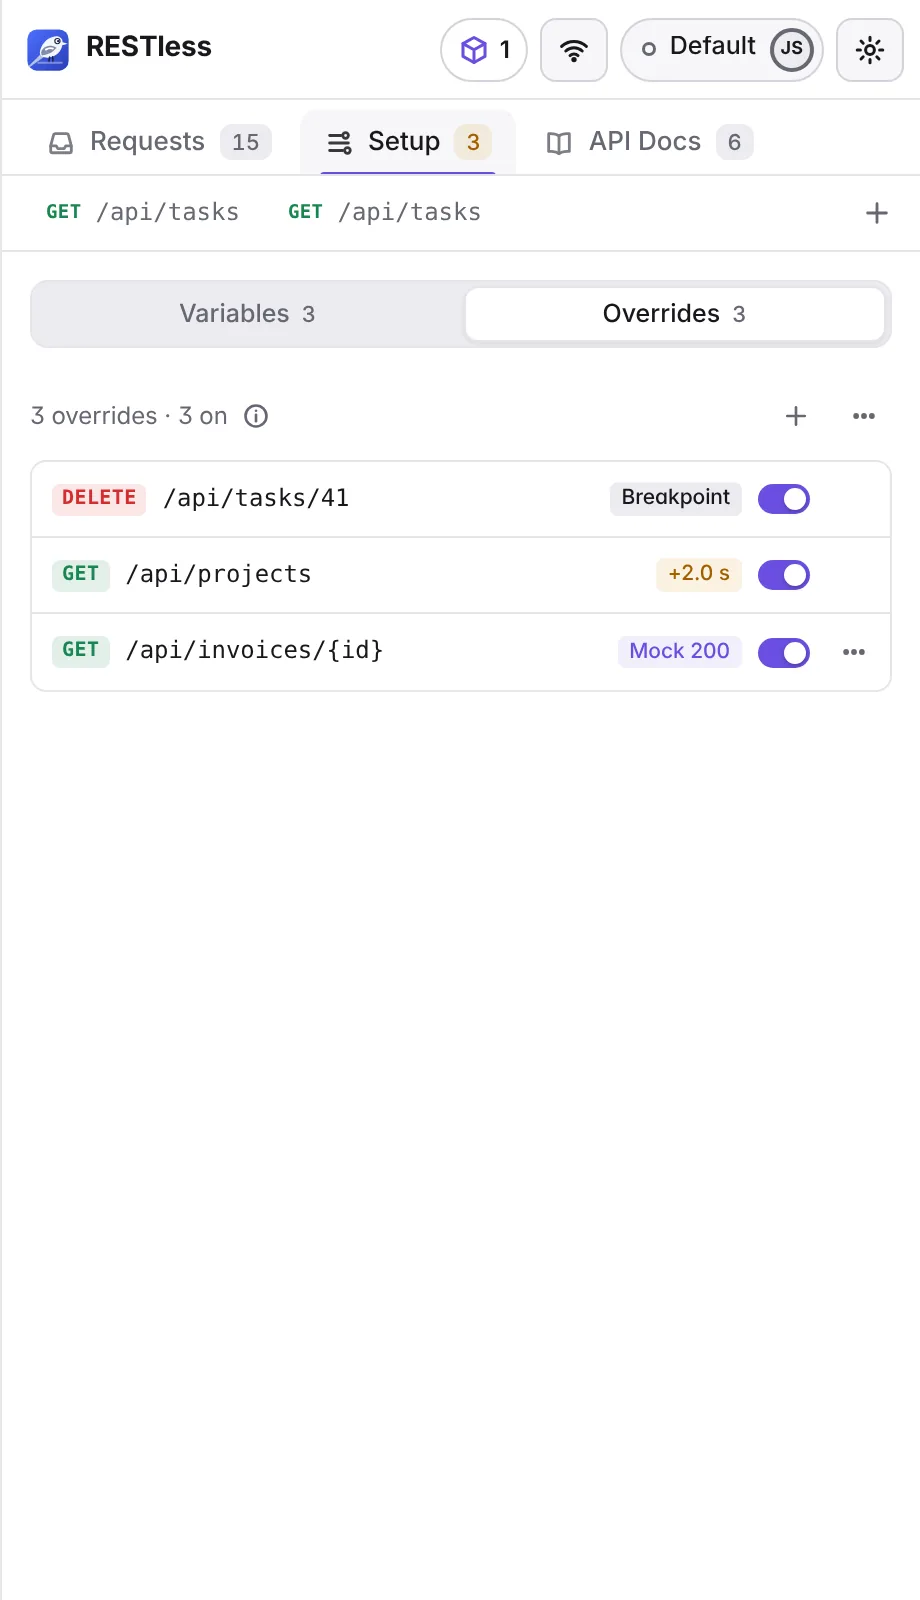 RESTless
1
Default
JS
Requests 15
Setup 3
API Docs 6
GET /api/tasks
GET /api/tasks
Variables 3
Overrides 3
3 overrides · 3 on
DELETE /api/tasks/41 Breakpoint
GET /api/projects +2.0 s
GET /api/invoices/{id} Mock 200